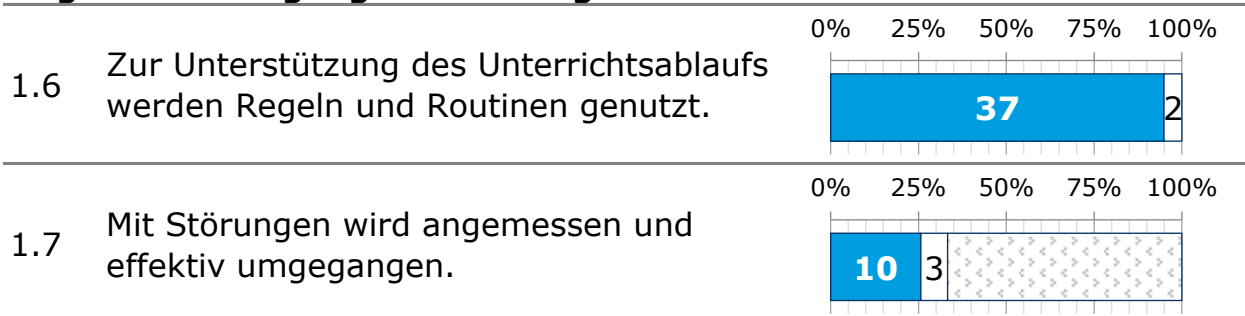 0% 25% 50% 75% 100%
1.6 Zur Unterstützung des Unterrichtsablaufs
werden Regeln und Routinen genutzt.
37 2
0% 25% 50% 75% 100%
1.7 Mit Störungen wird angemessen und
effektiv umgegangen.
10 3